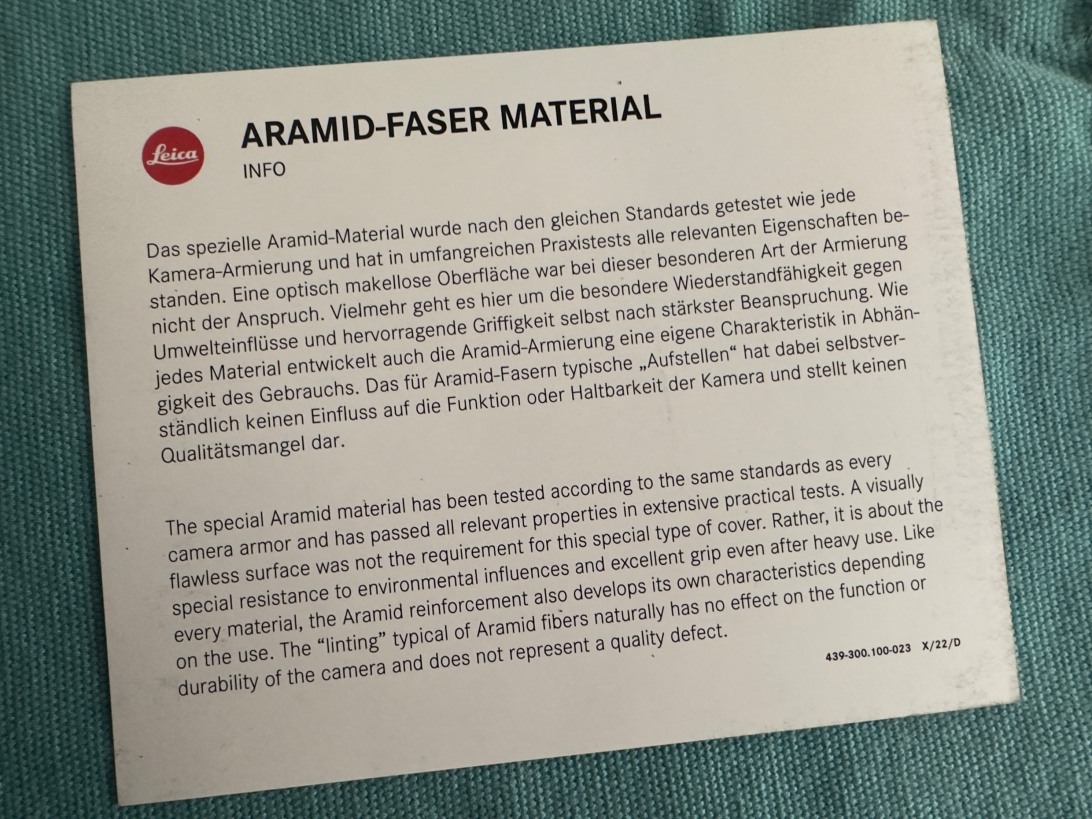 Leica
ARAMID-FASER MATERIAL
INFO
Das spezielle Aramid-Material wurde nach den gleichen Standards getestet wie jede
Kamera-Armierung und hat in umfangreichen Praxistests alle relevanten Eigenschaften be-
standen. Eine optisch makellose Oberfläche war bei dieser besonderen Art der Armierung
nicht der Anspruch. Vielmehr geht es hier um die besondere Wiederstandfähigkeit gegen
Umwelteinflüsse und hervorragende Griffigkeit selbst nach stärkster Beanspruchung. Wie
jedes Material entwickelt auch die Aramid-Armierung eine eigene Charakteristik in Abhän-
gigkeit des Gebrauchs. Das für Aramid-Fasern typische „Aufstellen“ hat dabei selbstver-
ständlich keinen Einfluss auf die Funktion oder Haltbarkeit der Kamera und stellt keinen
Qualitätsmangel dar.
The special Aramid material has been tested according to the same standards as every
camera armor and has passed all relevant properties in extensive practical tests. A visually
flawless surface was not the requirement for this special type of cover. Rather, it is about the
special resistance to environmental influences and excellent grip even after heavy use. Like
every material, the Aramid reinforcement also develops its own characteristics depending
on the use. The “linting” typical of Aramid fibers naturally has no effect on the function or
durability of the camera and does not represent a quality defect.
439-300.100-023 X/22/D